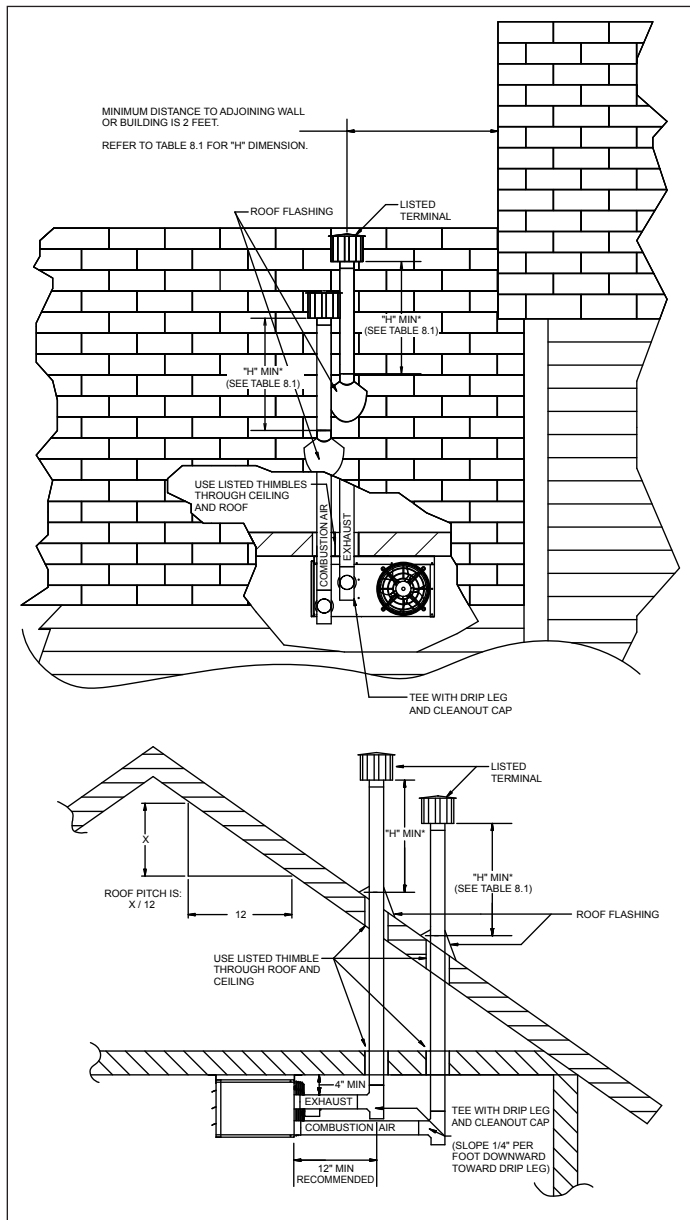 MINIMUM DISTANCE TO ADJOINING WALL
OR BUILDING IS 2 FEET.
REFER TO TABLE 8.1 FOR "H" DIMENSION.
ROOF FLASHING
LISTED
TERMINAL
"H" MIN*
(SEE TABLE 8.1)
"H" MIN*
(SEE TABLE 8.1)
USE LISTED THIMBLES
THROUGH CEILING
AND ROOF
COMBUSTION AIR
EXHAUST
TEE WITH DRIP LEG
AND CLEANOUT CAP
LISTED
TERMINAL
"H" MIN*
X
"H" MIN*
(SEE TABLE 8.1)
ROOF PITCH IS:
X / 12
12
ROOF FLASHING
USE LISTED THIMBLE
THROUGH ROOF AND
CEILING
4" MIN
EXHAUST
COMBUSTION AIR
TEE WITH DRIP LEG
AND CLEANOUT CAP
(SLOPE 1/4" PER
FOOT DOWNWARD
TOWARD DRIP LEG)
12" MIN
RECOMMENDED